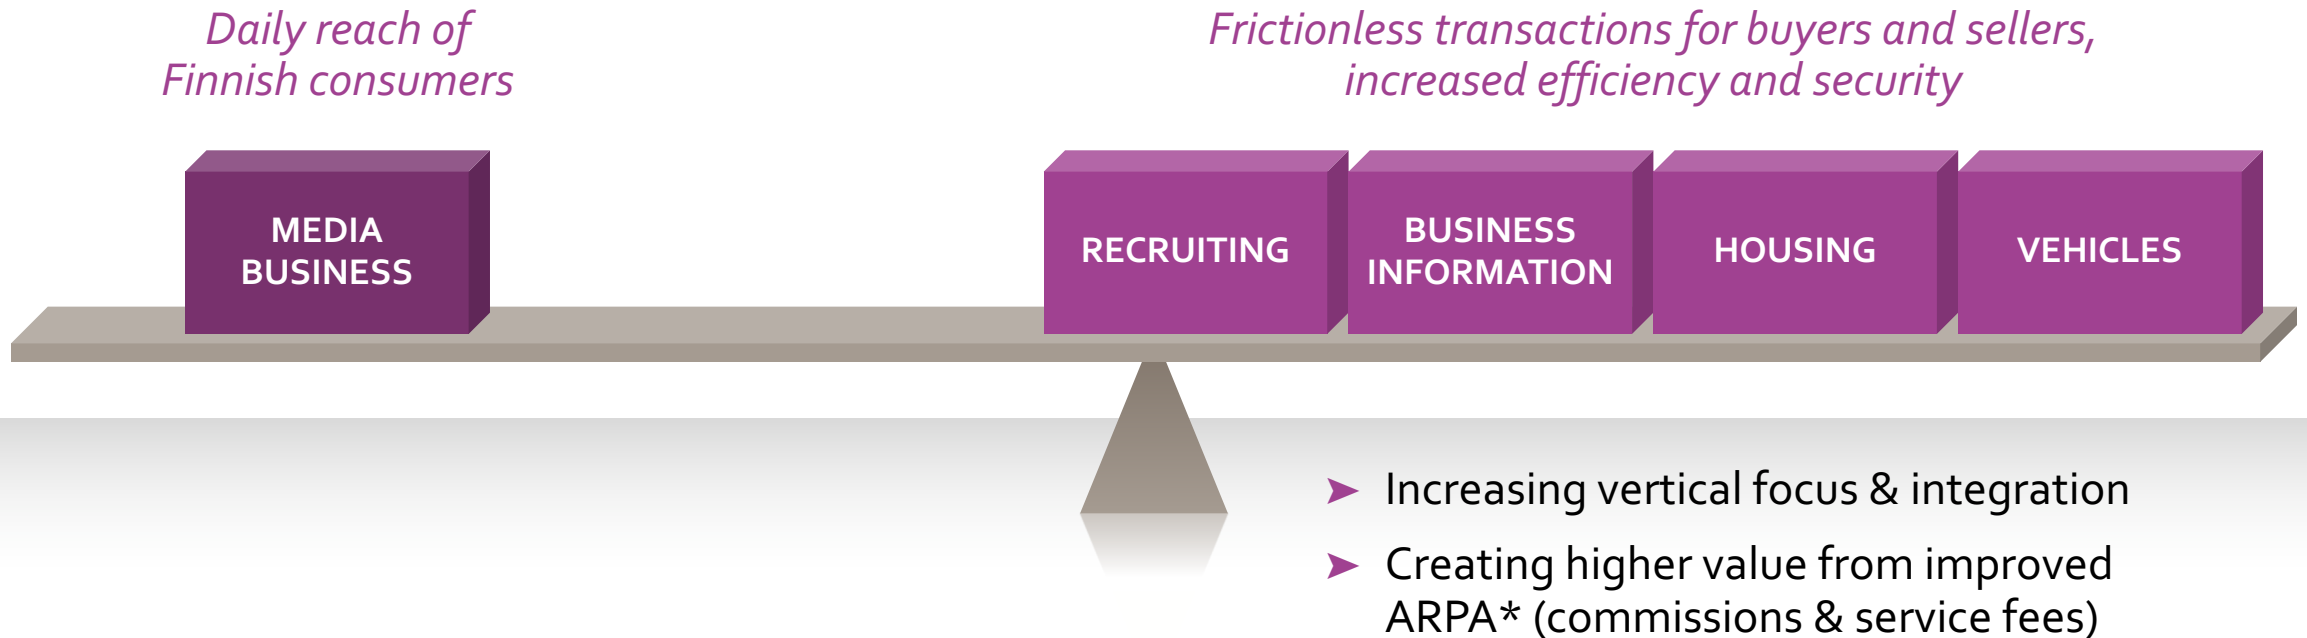 Daily reach of
Finnish consumers
Frictionless transactions for buyers and sellers,
increased efficiency and security
MEDIA
BUSINESS
RECRUITING
BUSINESS
INFORMATION
HOUSING
VEHICLES
➤ Increasing vertical focus & integration
➤ Creating higher value from improved
ARPA* (commissions & service fees)